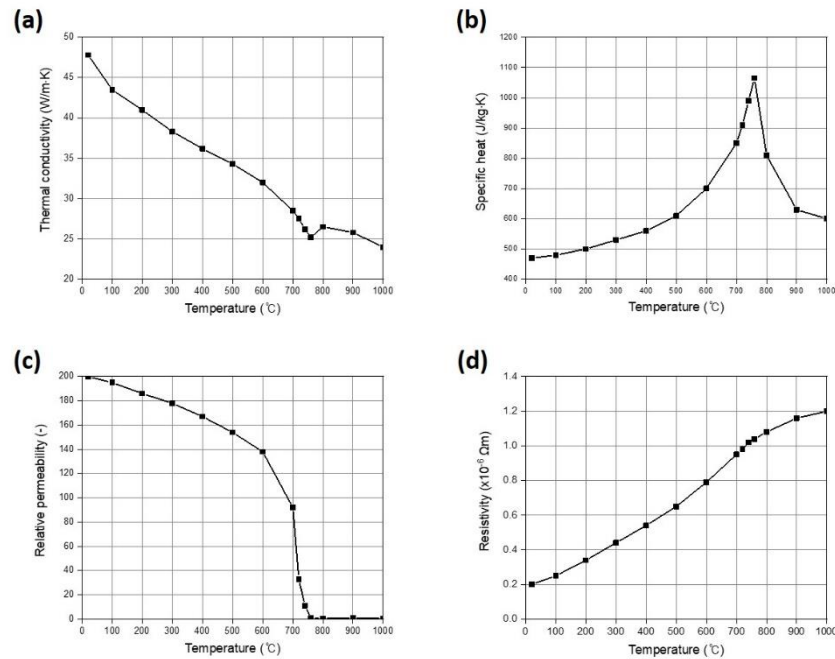 (a)
Thermal conductivity (W/m·K)
50
45
40
35
30
25
20
0 100 200 300 400 500 600 700 800 900 1000
Temperature (℃)
(b)
Specific heat (J/kg·K)
1200
1100
1000
900
800
700
600
500
400
0 100 200 300 400 500 600 700 800 900 1000
Temperature (℃)
(c)
Relative permeability (-)
200
180
160
140
120
100
80
60
40
20
0
0 100 200 300 400 500 600 700 800 900 1000
Temperature (℃)
(d)
Resistivity (x10⁻⁶ Ωm)
1.4
1.2
1.0
0.8
0.6
0.4
0.2
0.0
0 100 200 300 400 500 600 700 800 900 1000
Temperature (℃)